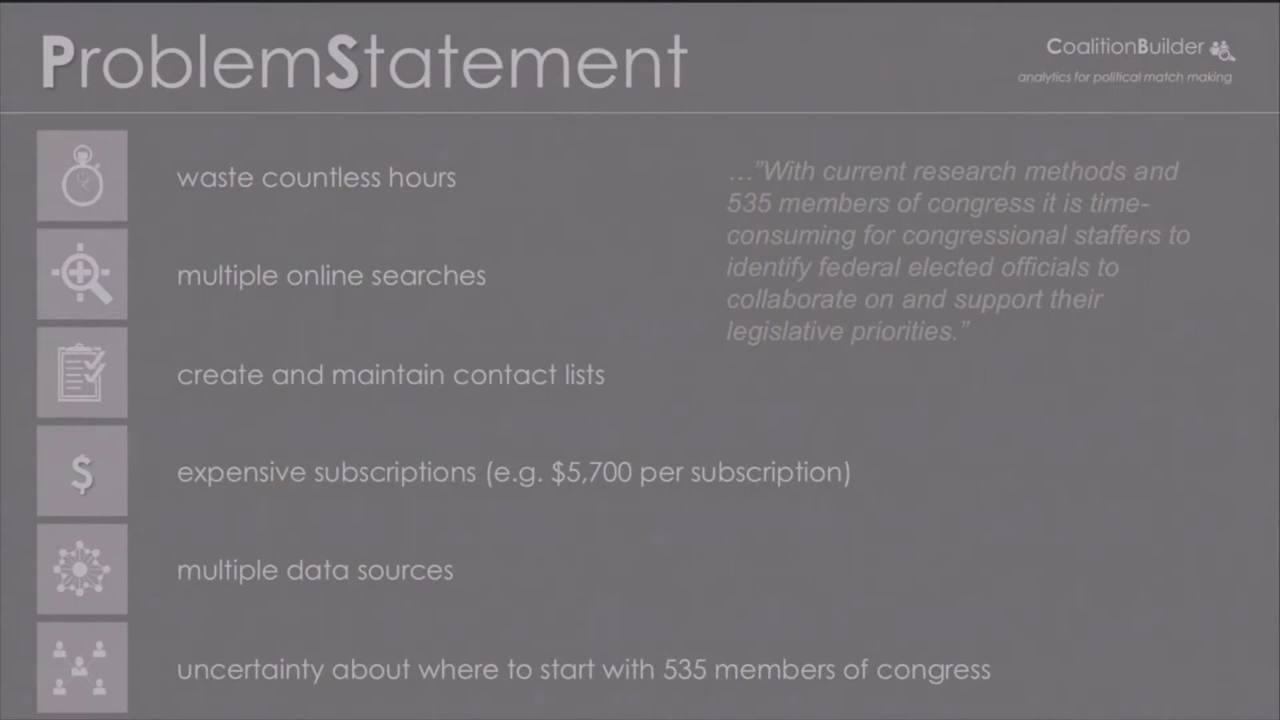 ProblemStatement
CoalitionBuilder
analytics for political match making
waste countless hours
multiple online searches
create and maintain contact lists
expensive subscriptions (e.g. $5,700 per subscription)
multiple data sources
uncertainty about where to start with 535 members of congress
…"With current research methods and
535 members of congress it is time-
consuming for congressional staffers to
identify federal elected officials to
collaborate on and support their
legislative priorities."
$